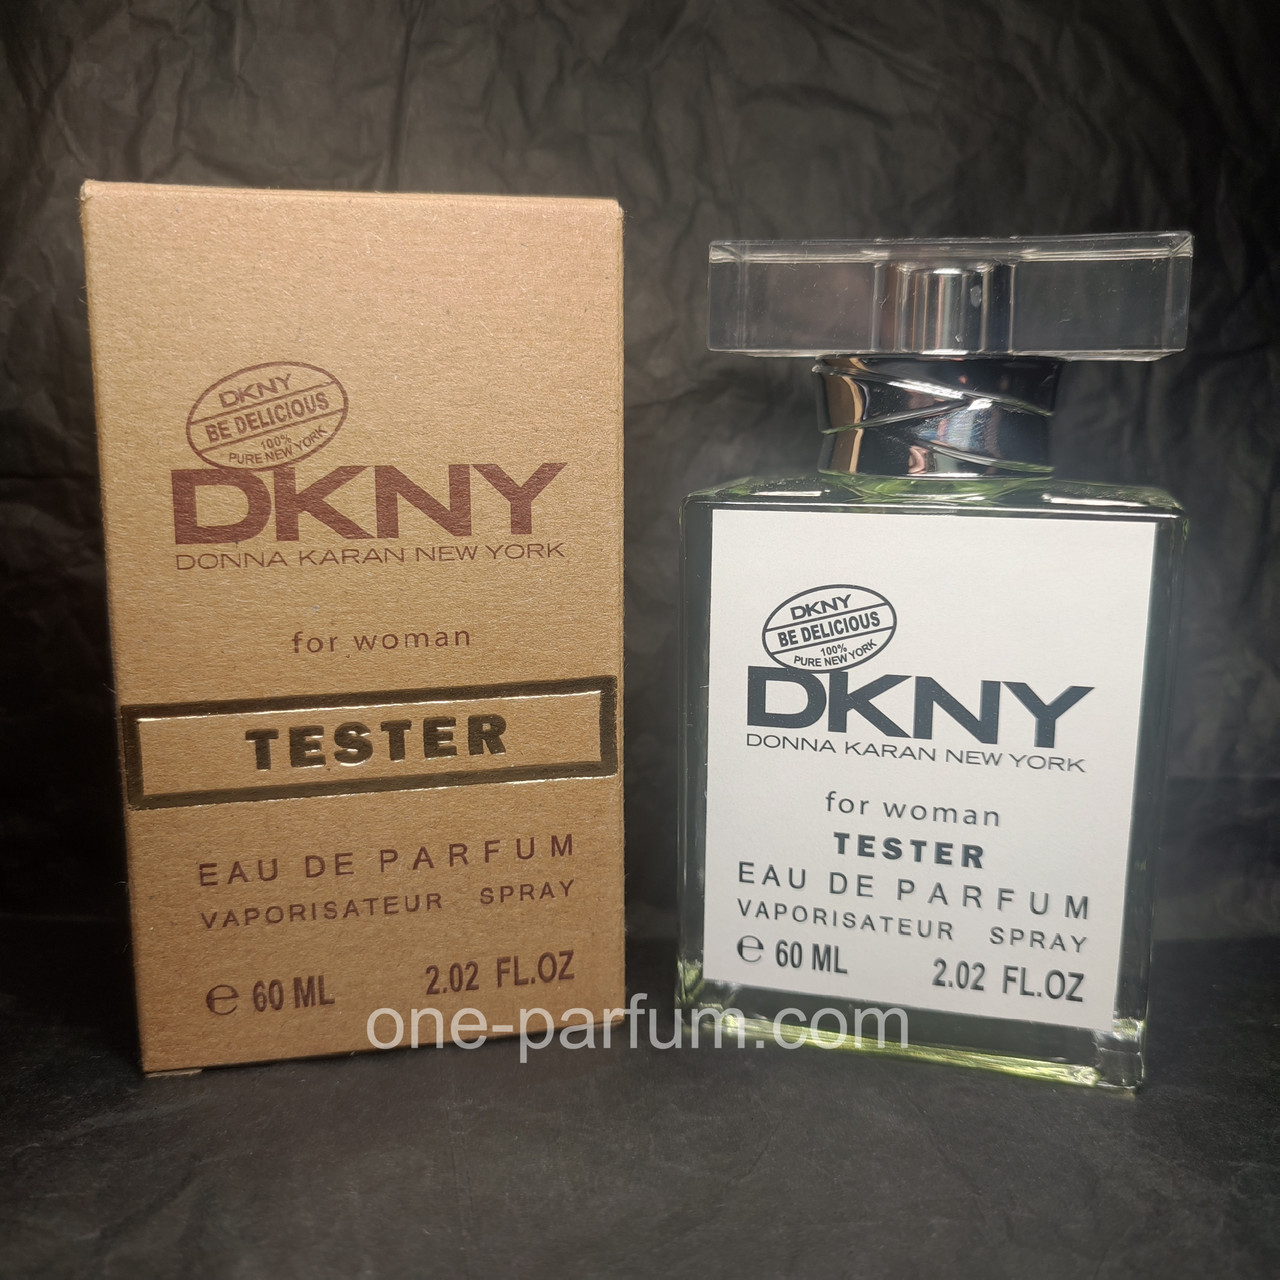 DKNY
BE DELICIOUS
100%
PURE NEW YORK
DKNY
DONNA KARAN NEW YORK
for woman
TESTER
EAU DE PARFUM
VAPORISATEUR SPRAY
℮ 60 ML 2.02 FL.OZ
DKNY
BE DELICIOUS
100%
PURE NEW YORK
DKNY
DONNA KARAN NEW YORK
for woman
TESTER
EAU DE PARFUM
VAPORISATEUR SPRAY
℮ 60 ML 2.02 FL.OZ
one-parfum.com